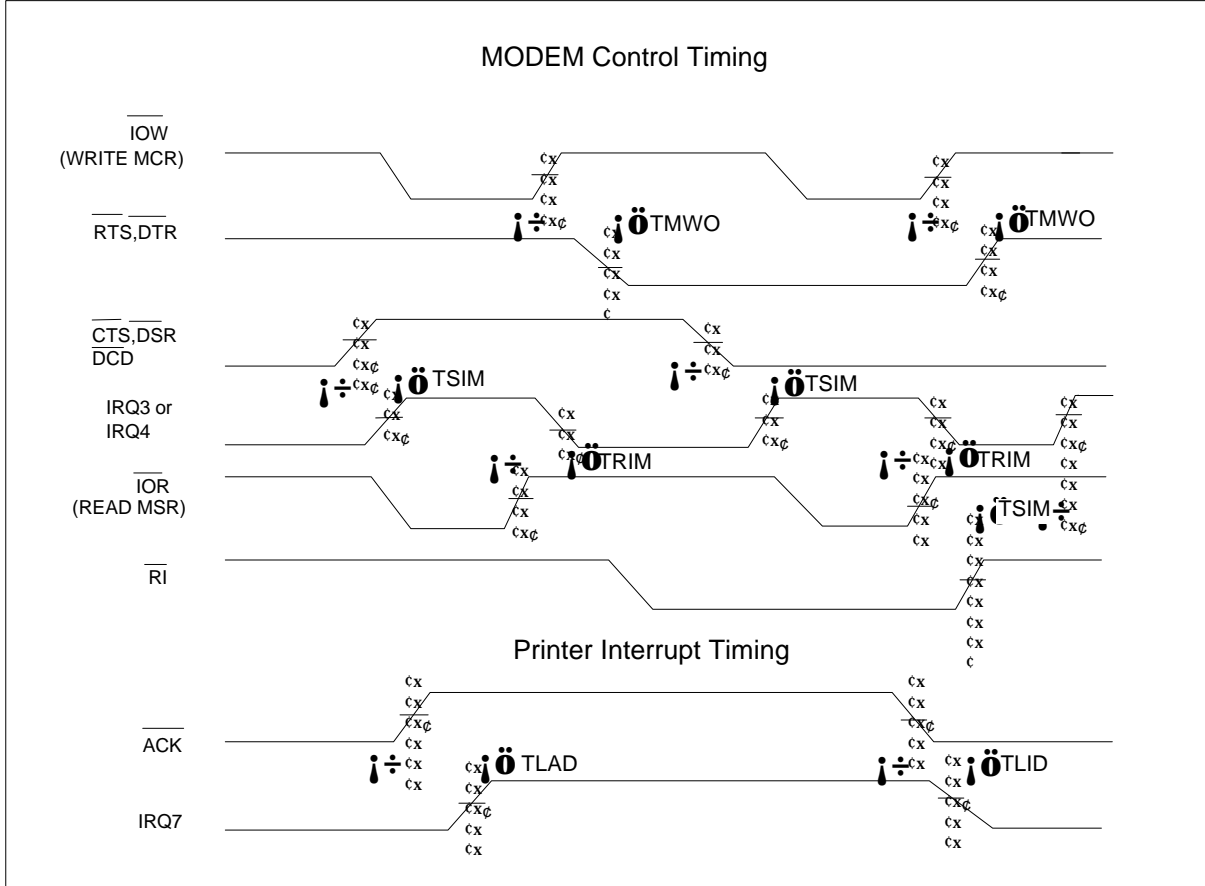 MODEM Control Timing
IOW
(WRITE MCR)
RTS,DTR
TMWO
TMWO
CTS,DSR
DCD
TSIM
TSIM
IRQ3 or
IRQ4
TRIM
TRIM
IOR
(READ MSR)
TSIM
RI
Printer Interrupt Timing
ACK
TLAD
TLID
IRQ7